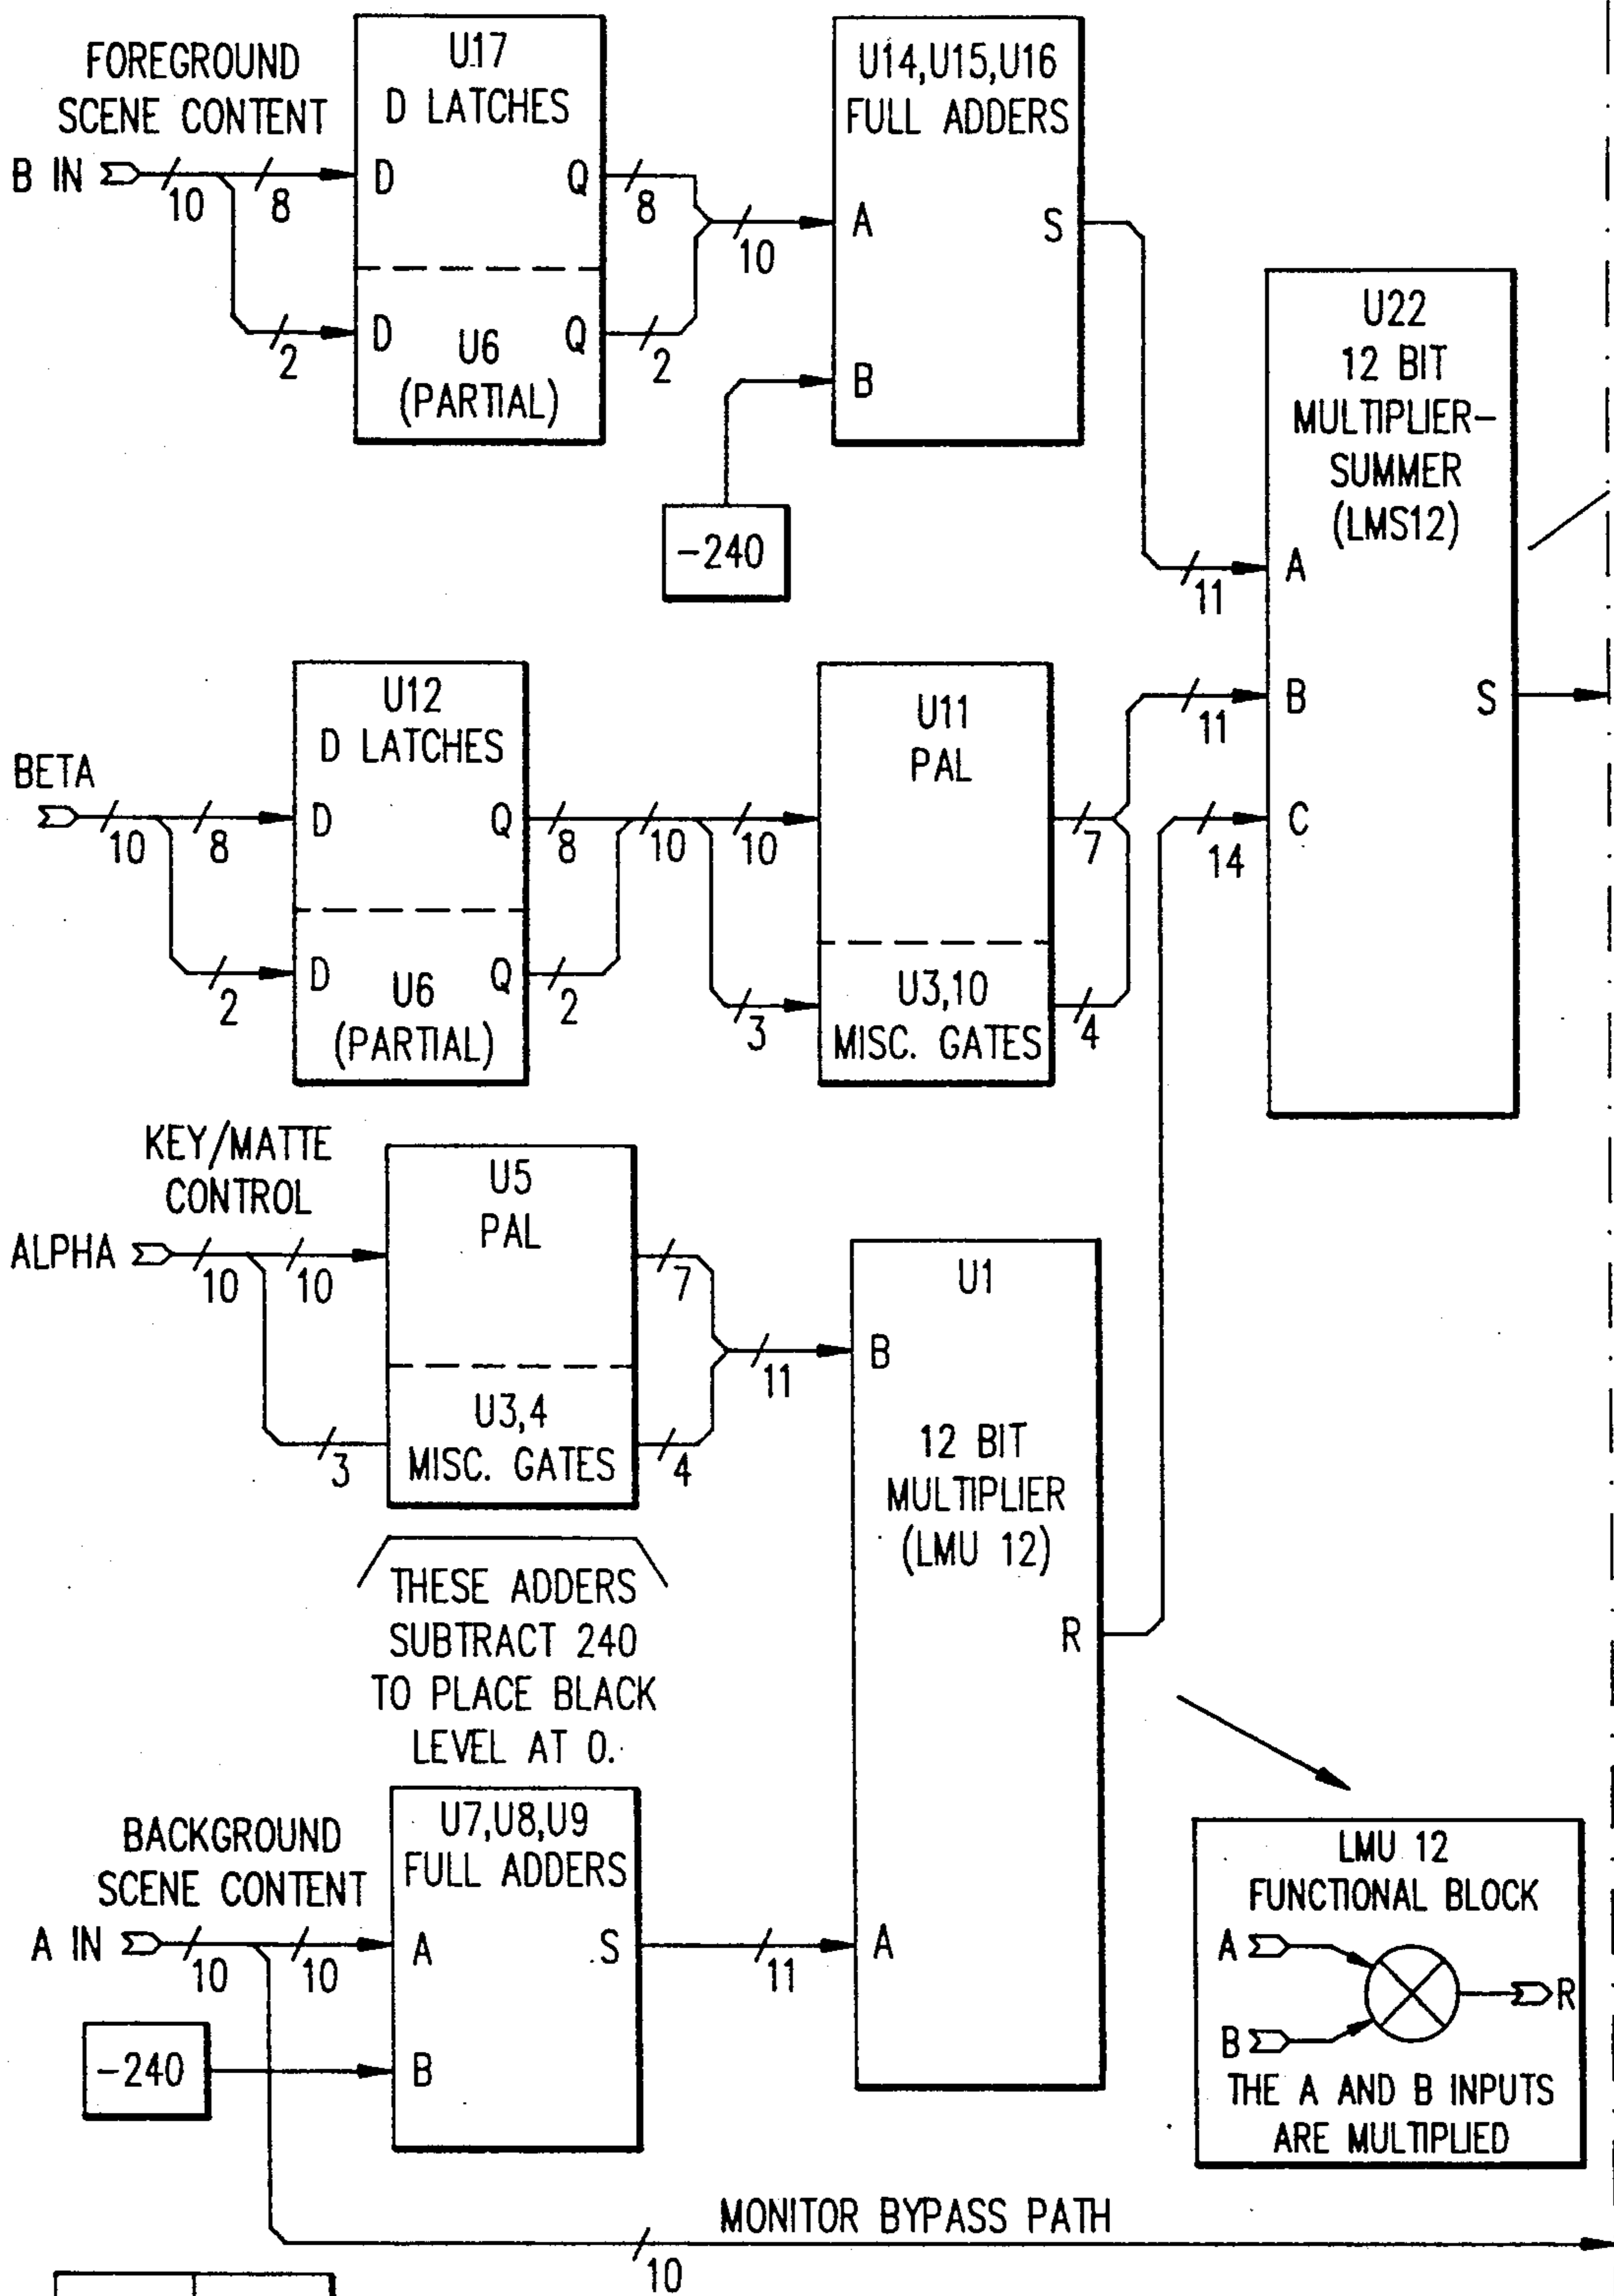 FOREGROUND
SCENE CONTENT
B IN
10
8
2
U17
D LATCHES
D
Q
D
Q
U6
(PARTIAL)
8
2
10
U14,U15,U16
FULL ADDERS
A
S
B
-240
11
U22
12 BIT
MULTIPLIER-
SUMMER
(LMS12)
A
B
S
C
BETA
10
8
2
U12
D LATCHES
D
Q
D
Q
U6
(PARTIAL)
8
2
10
10
3
U11
PAL
U3,10
MISC. GATES
7
4
11
14
KEY/MATTE
CONTROL
ALPHA
10
10
3
U5
PAL
U3,4
MISC. GATES
7
4
11
U1
B
12 BIT
MULTIPLIER
(LMU 12)
R
A
THESE ADDERS
SUBTRACT 240
TO PLACE BLACK
LEVEL AT 0.
BACKGROUND
SCENE CONTENT
A IN
10
10
U7,U8,U9
FULL ADDERS
A
S
B
-240
11
LMU 12
FUNCTIONAL BLOCK
A
R
B
THE A AND B INPUTS
ARE MULTIPLIED
MONITOR BYPASS PATH
10